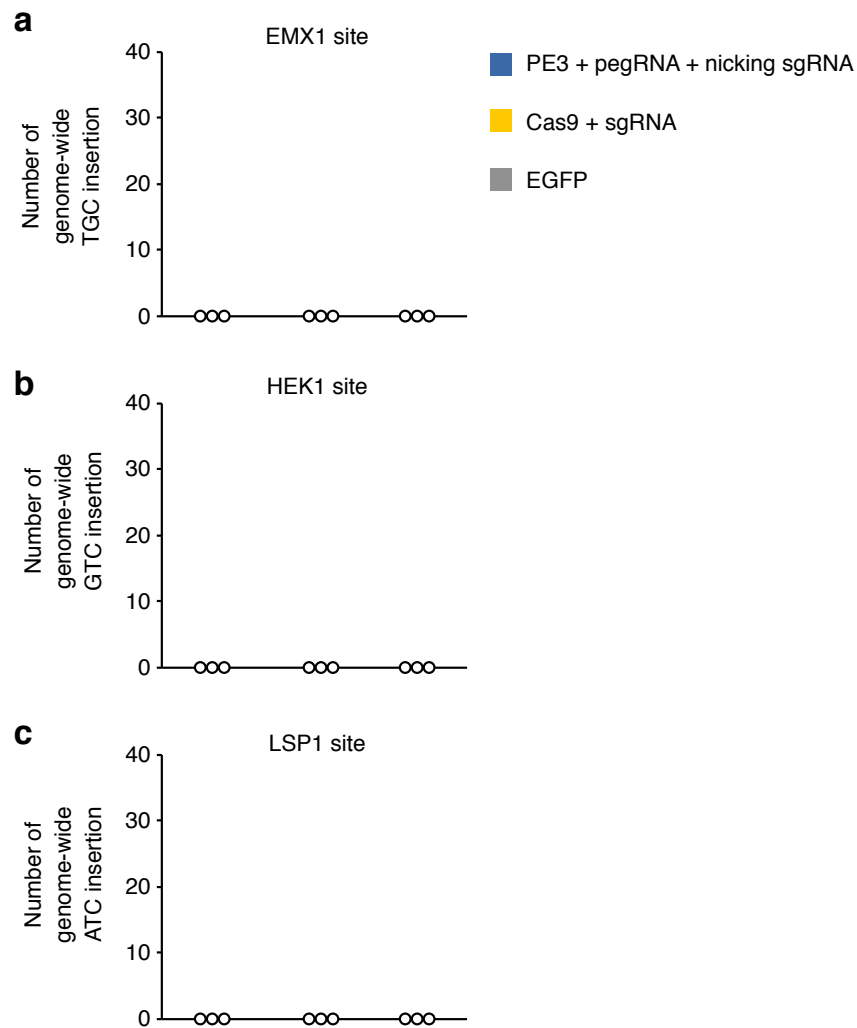 a
EMX1 site
40
30
20
10
0
Number of
genome-wide
TGC insertion
PE3 + pegRNA + nicking sgRNA
Cas9 + sgRNA
EGFP
b
HEK1 site
40
30
20
10
0
Number of
genome-wide
GTC insertion
c
LSP1 site
40
30
20
10
0
Number of
genome-wide
ATC insertion